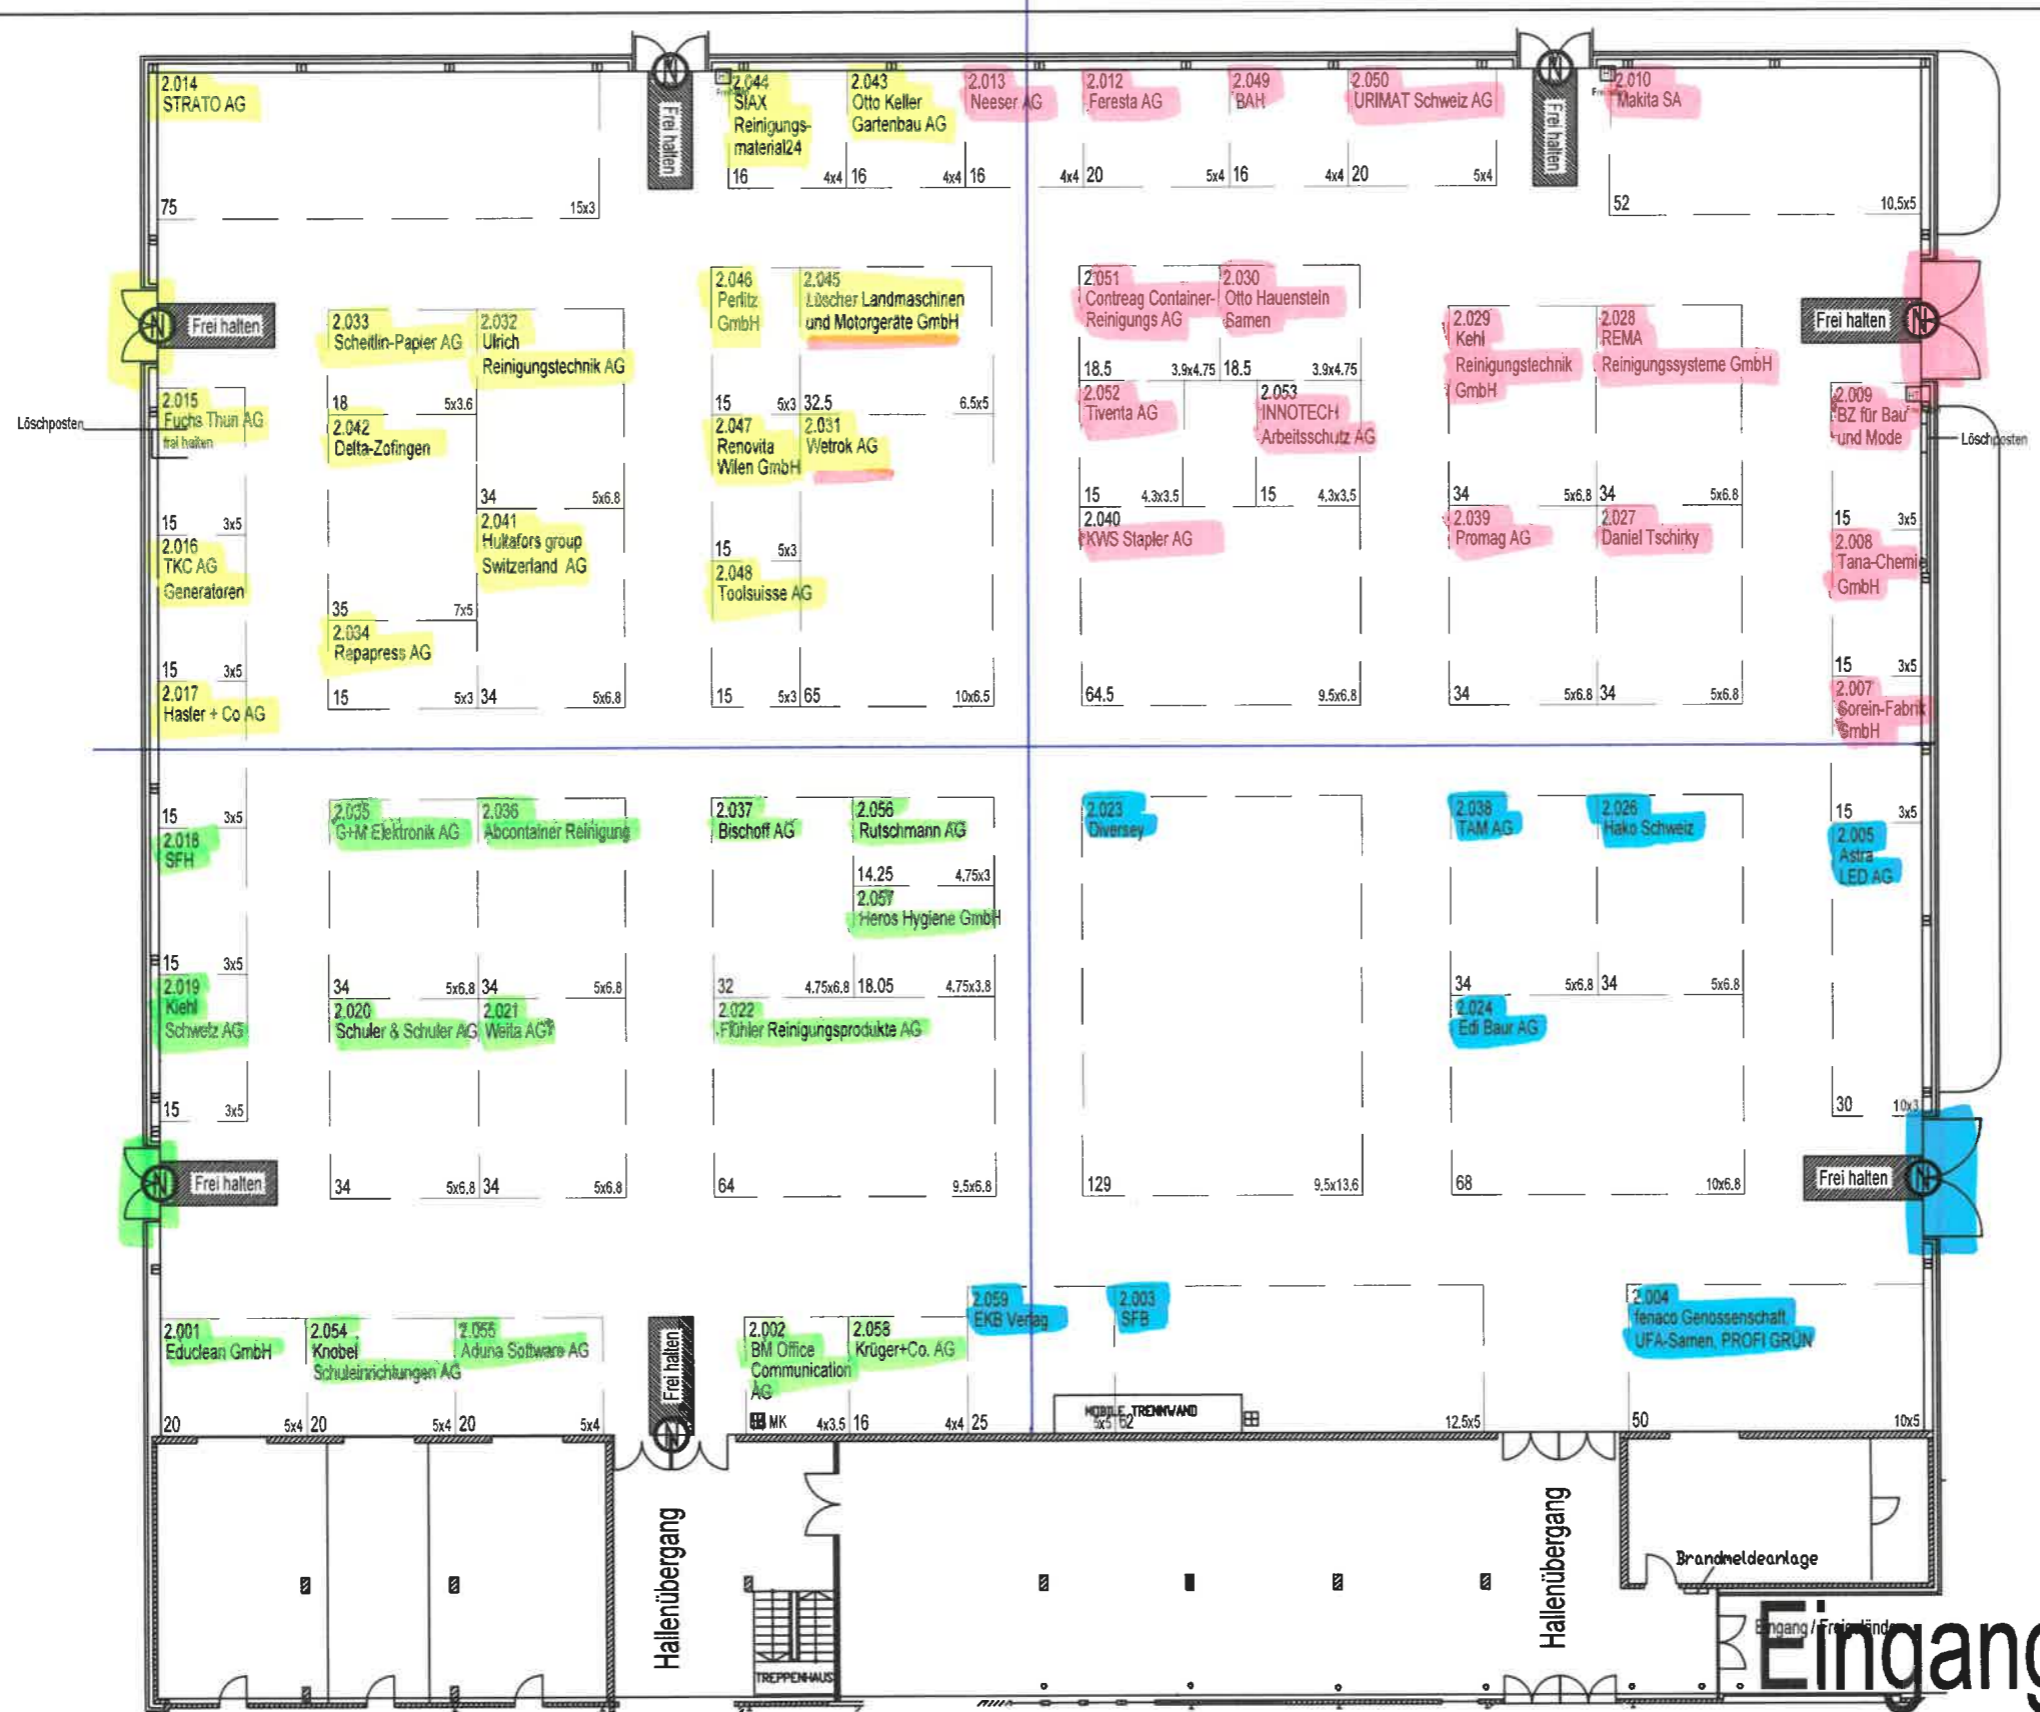 2.014
STRATO AG
75
15x3
Frei halten
2.044
SIAX
Reinigungs-
material24
16
4x4
2.043
Otto Keller
Gartenbau AG
16
4x4
2.013
Neeser AG
16
4x4
2.012
Feresta AG
20
5x4
2.049
BAH
16
4x4
2.050
URIMAT Schweiz AG
20
5x4
Frei halten
2.010
Makita SA
52
10.5x5
Frei halten
2.033
Scheitlin-Papier AG
18
5x3.6
2.032
Ulrich
Reinigungstechnik AG
34
5x6.8
2.046
Perlitz
GmbH
15
5x3
2.045
Lüscher Landmaschinen
und Motorgeräte GmbH
32.5
6.5x5
2.051
Contreag Container-
Reinigungs AG
18.5
3.9x4.75
2.030
Otto Hauenstein
Samen
18.5
3.9x4.75
2.029
Kehl
Reinigungstechnik
GmbH
34
5x6.8
2.028
REMA
Reinigungssysteme GmbH
34
5x6.8
Frei halten
Löschposten
2.015
Fuchs Thun AG
frei halten
15
3x5
2.042
Delta-Zofingen
35
7x5
2.047
Renovita
Wilen GmbH
15
5x3
2.031
Wetrok AG
65
10x6.5
2.052
Tiventa AG
15
4.3x3.5
2.053
INNOTECH
Arbeitsschutz AG
15
4.3x3.5
2.009
BZ für Bau
und Mode
15
3x5
Löschposten
2.016
TKC AG
Generatoren
15
3x5
2.041
Hultafors group
Switzerland AG
34
5x6.8
2.048
Toolsuisse AG
15
5x3
2.040
KWS Stapler AG
64.5
9.5x6.8
2.039
Promag AG
34
5x6.8
2.027
Daniel Tschirky
34
5x6.8
2.008
Tana-Chemie
GmbH
15
3x5
2.034
Repapress AG
15
5x3
2.017
Hasler + Co AG
15
3x5
2.007
Sorein-Fabrik
GmbH
15
3x5
2.018
SFH
15
3x5
2.035
G+M Elektronik AG
34
5x6.8
2.036
Abcontainer Reinigung
34
5x6.8
2.037
Bischoff AG
32
4.75x6.8
2.056
Rutschmann AG
14.25
4.75x3
2.057
Heros Hygiene GmbH
18.05
4.75x3.8
2.023
Diversey
129
9.5x13.6
2.038
TAM AG
34
5x6.8
2.026
Hako Schweiz
34
5x6.8
2.005
Astra
LED AG
30
10x3
2.019
Kiehl
Schweiz AG
15
3x5
2.020
Schuler & Schuler AG
34
5x6.8
2.021
Weita AG
34
5x6.8
2.022
Flühler Reinigungsprodukte AG
64
9.5x6.8
2.024
Edi Baur AG
68
10x6.8
Frei halten
Frei halten
2.001
Educlean GmbH
20
5x4
2.054
Knobel
Schuleinrichtungen AG
20
5x4
2.055
Aduna Software AG
20
5x4
Frei halten
2.002
BM Office
Communication
AG
MK
4x3.5
2.058
Krüger+Co. AG
16
4x4
2.059
EKB Verlag
25
5x5
2.003
SFB
62
12.5x5
MOBILE TRENNWAND
2.004
fenaco Genossenschaft,
UFA-Samen, PROFI GRÜN
50
10x5
Hallenübergang
TREPPENHAUS
Hallenübergang
Brandmeldeanlage
Eingang / Freigelände
Eingang